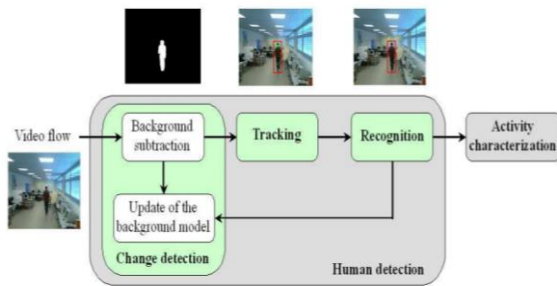 Video flow
Background
subtraction
Tracking
Recognition
Activity
characterization
Update of the
background model
Change detection
Human detection